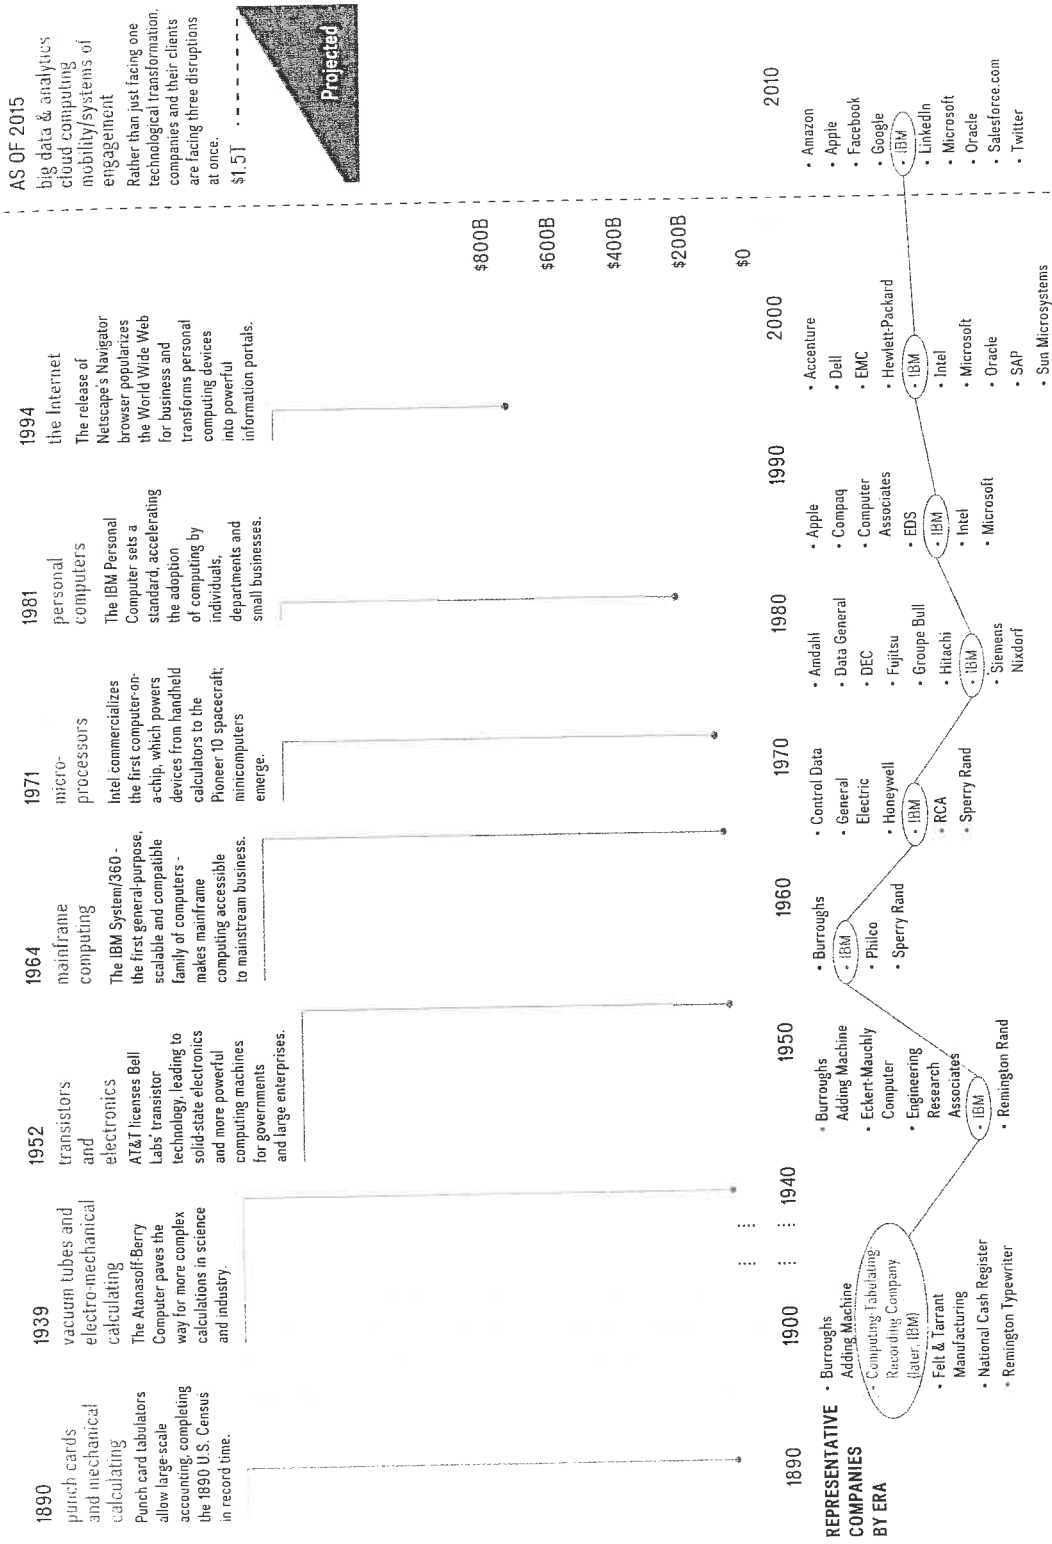 1890
punch cards
and mechanical
calculating
Punch card tabulators
allow large-scale
accounting, completing
the 1890 U.S. Census
in record time.
1939
vacuum tubes and
electro-mechanical
calculating
The Atanasoff-Berry
Computer paves the
way for more complex
calculations in science
and industry.
1952
transistors
and
electronics
AT&T licenses Bell
Labs' transistor
technology, leading to
solid-state electronics
and more powerful
computing machines
for governments
and large enterprises.
1964
mainframe
computing
The IBM System/360 -
the first general-purpose,
scalable and compatible
family of computers -
makes mainframe
computing accessible
to mainstream business.
1971
micro-
processors
Intel commercializes
the first computer-on-
a-chip, which powers
devices from handheld
calculators to the
Pioneer 10 spacecraft;
minicomputers
emerge.
1981
personal
computers
The IBM Personal
Computer sets a
standard, accelerating
the adoption
of computing by
individuals,
departments and
small businesses.
1994
the Internet
The release of
Netscape's Navigator
browser popularizes
the World Wide Web
for business and
transforms personal
computing devices
into powerful
information portals.
AS OF 2015
big data & analytics
cloud computing
mobility/systems of
engagement
Rather than just facing one
technological transformation,
companies and their clients
are facing three disruptions
at once.
$1.5T
Projected
$800B
$600B
$400B
$200B
$0
1890
1900
1940
1950
1960
1970
1980
1990
2000
2010
REPRESENTATIVE
COMPANIES
BY ERA
• Burroughs
Adding Machine
• Computing-Tabulating-
Recording Company
(later, IBM)
• Felt & Tarrant
Manufacturing
• National Cash Register
• Remington Typewriter
• Burroughs
Adding Machine
• Eckert-Mauchly
Computer
• Engineering
Research
Associates
• IBM
• Remington Rand
• Burroughs
• IBM
• Philco
• Sperry Rand
• Control Data
• General
Electric
• Honeywell
• IBM
• RCA
• Sperry Rand
• Amdahl
• Data General
• DEC
• Fujitsu
• Groupe Bull
• Hitachi
• IBM
• Siemens
Nixdorf
• Apple
• Compaq
• Computer
Associates
• EDS
• IBM
• Intel
• Microsoft
• Accenture
• Dell
• EMC
• Hewlett-Packard
• IBM
• Intel
• Microsoft
• Oracle
• SAP
• Sun Microsystems
• Amazon
• Apple
• Facebook
• Google
• IBM
• LinkedIn
• Microsoft
• Oracle
• Salesforce.com
• Twitter